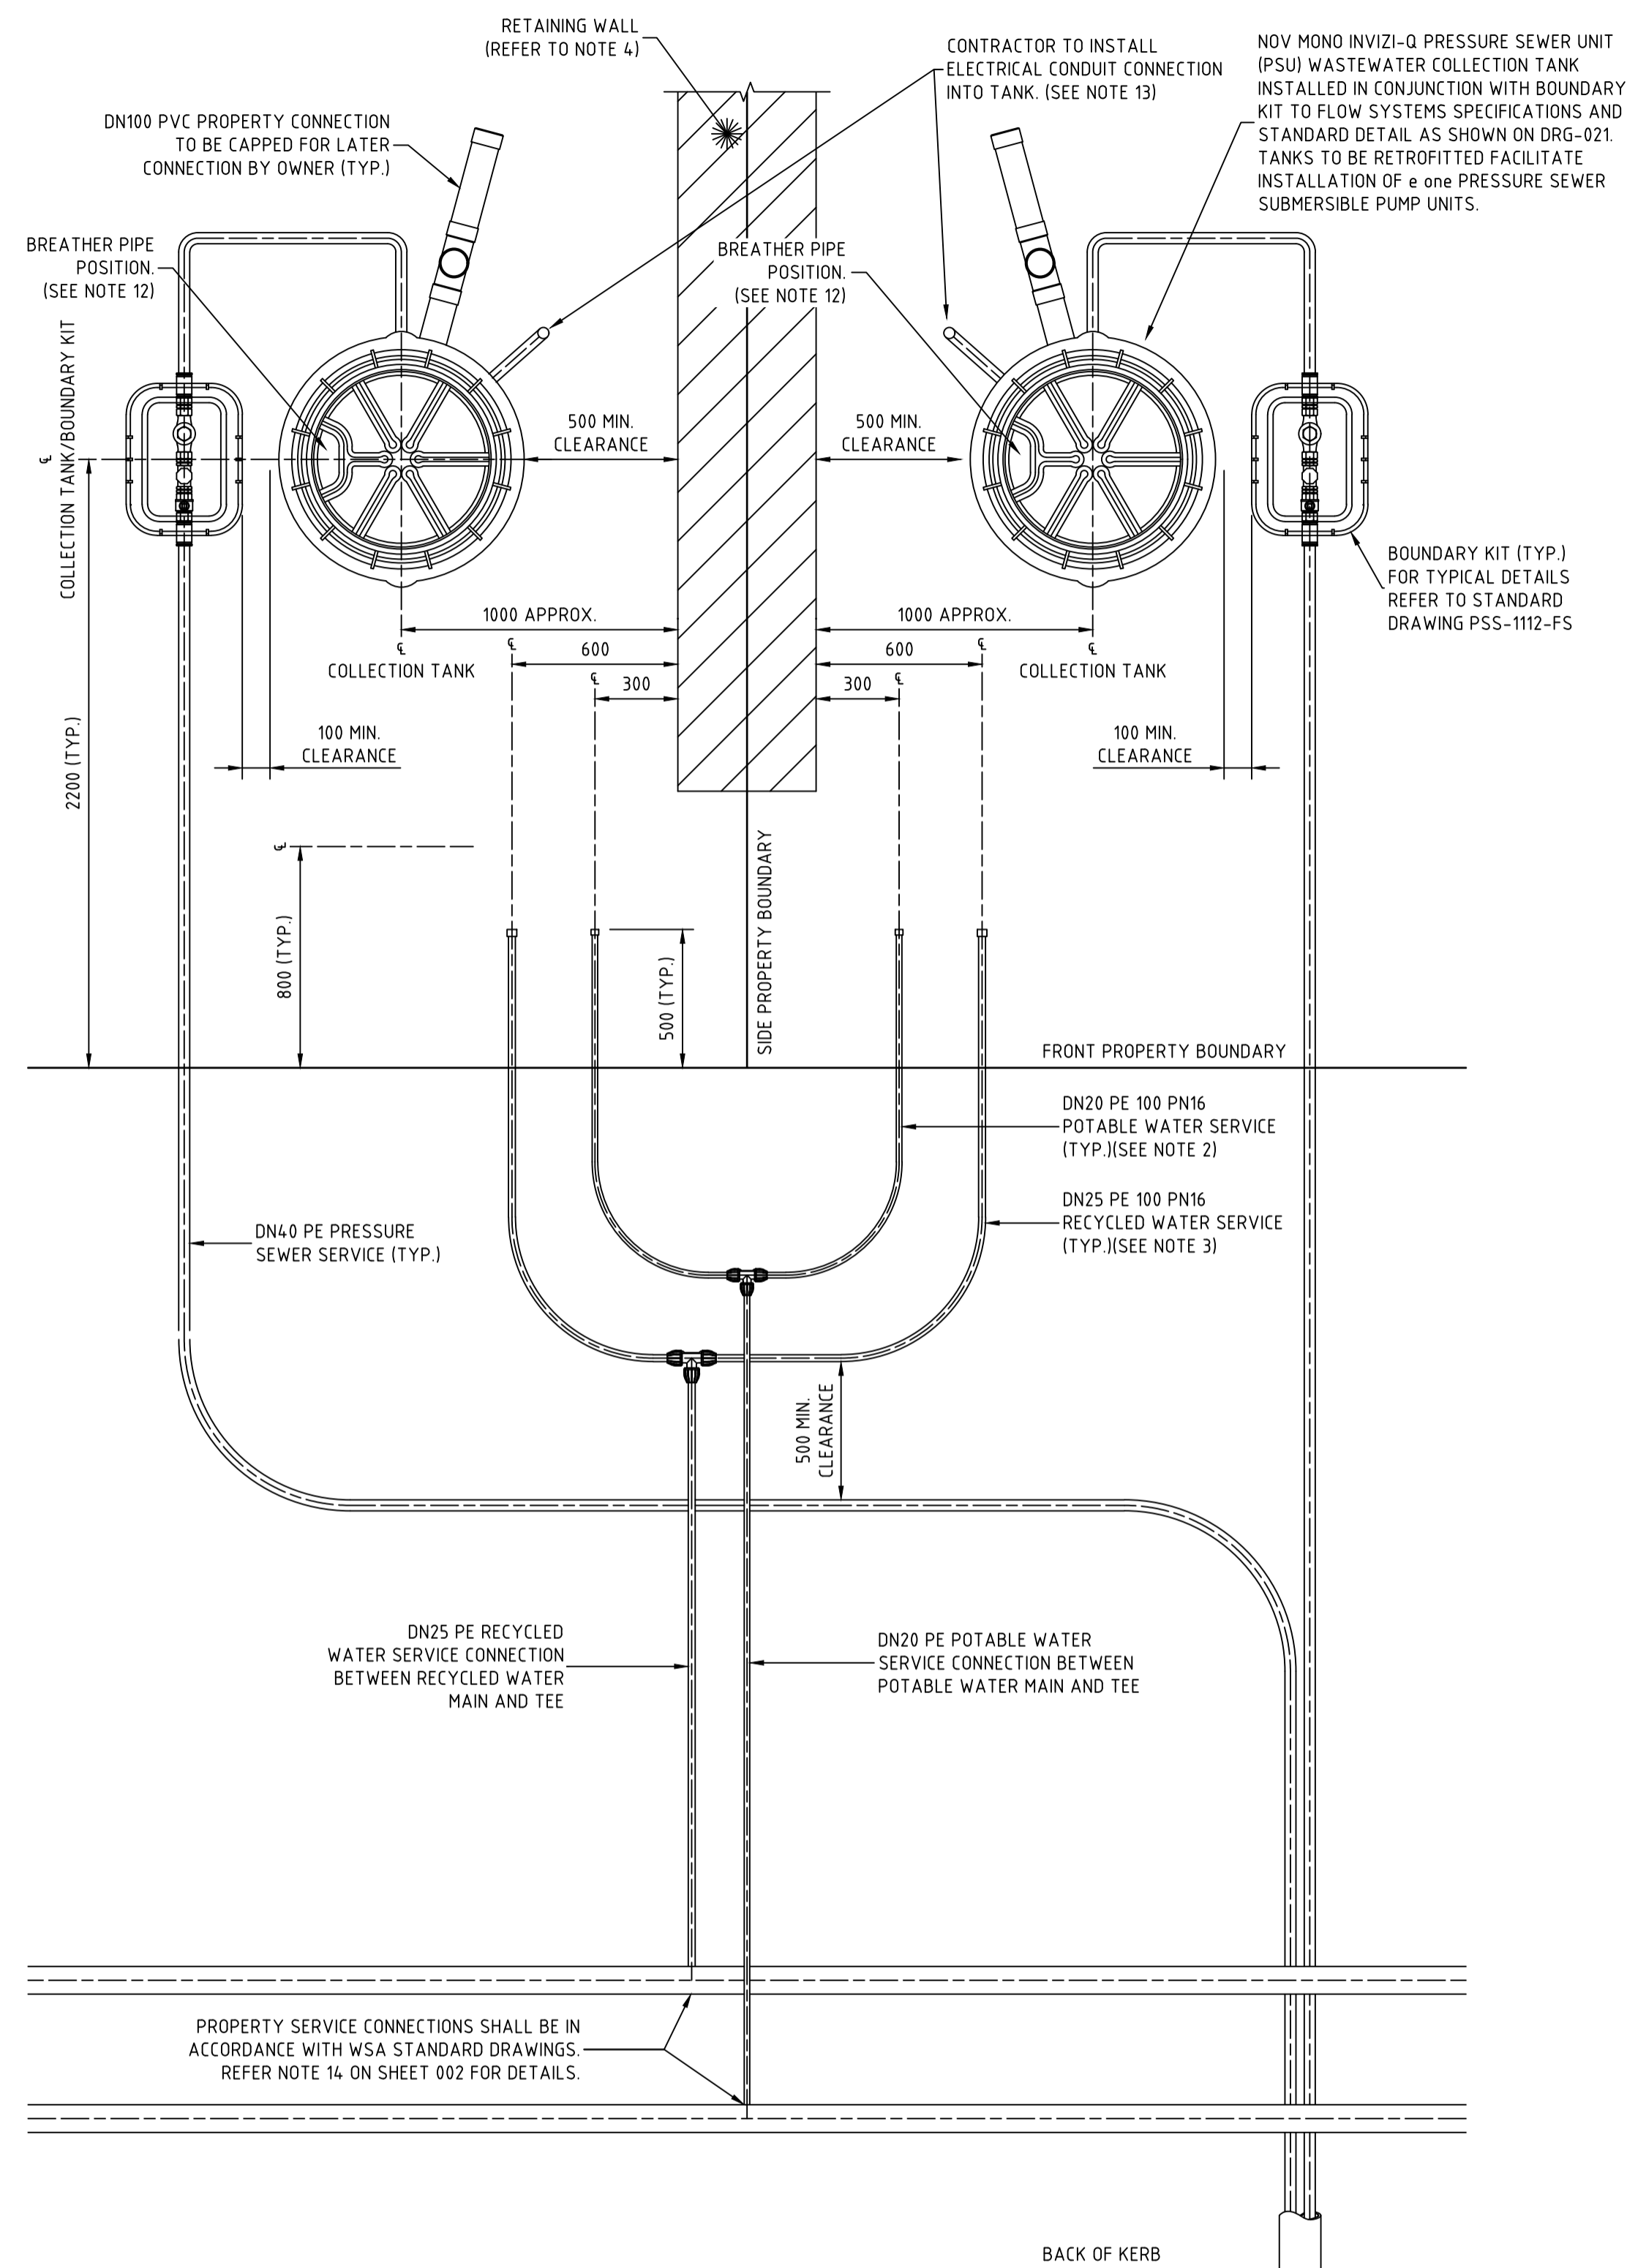 RETAINING WALL
(REFER TO NOTE 4)
CONTRACTOR TO INSTALL
ELECTRICAL CONDUIT CONNECTION
INTO TANK. (SEE NOTE 13)
NOV MONO INVIZI-Q PRESSURE SEWER UNIT
(PSU) WASTEWATER COLLECTION TANK
INSTALLED IN CONJUNCTION WITH BOUNDARY
KIT TO FLOW SYSTEMS SPECIFICATIONS AND
STANDARD DETAIL AS SHOWN ON DRG-021.
TANKS TO BE RETROFITTED FACILITATE
INSTALLATION OF e one PRESSURE SEWER
SUBMERSIBLE PUMP UNITS.
DN100 PVC PROPERTY CONNECTION
TO BE CAPPED FOR LATER
CONNECTION BY OWNER (TYP.)
BREATHER PIPE
POSITION.
(SEE NOTE 12)
BREATHER PIPE
POSITION.
(SEE NOTE 12)
℄
COLLECTION TANK/BOUNDARY KIT
500 MIN.
CLEARANCE
500 MIN.
CLEARANCE
BOUNDARY KIT (TYP.)
FOR TYPICAL DETAILS
REFER TO STANDARD
DRAWING PSS-1112-FS
1000 APPROX.
1000 APPROX.
℄
COLLECTION TANK
℄
600
600
℄
℄
COLLECTION TANK
℄
300
300
℄
100 MIN.
CLEARANCE
100 MIN.
CLEARANCE
2200 (TYP.)
℄
800 (TYP.)
500 (TYP.)
SIDE PROPERTY BOUNDARY
FRONT PROPERTY BOUNDARY
DN20 PE 100 PN16
POTABLE WATER SERVICE
(TYP.)(SEE NOTE 2)
DN25 PE 100 PN16
RECYCLED WATER SERVICE
(TYP.)(SEE NOTE 3)
DN40 PE PRESSURE
SEWER SERVICE (TYP.)
500 MIN.
CLEARANCE
DN25 PE RECYCLED
WATER SERVICE CONNECTION
BETWEEN RECYCLED WATER
MAIN AND TEE
DN20 PE POTABLE WATER
SERVICE CONNECTION BETWEEN
POTABLE WATER MAIN AND TEE
PROPERTY SERVICE CONNECTIONS SHALL BE IN
ACCORDANCE WITH WSA STANDARD DRAWINGS.
REFER NOTE 14 ON SHEET 002 FOR DETAILS.
BACK OF KERB